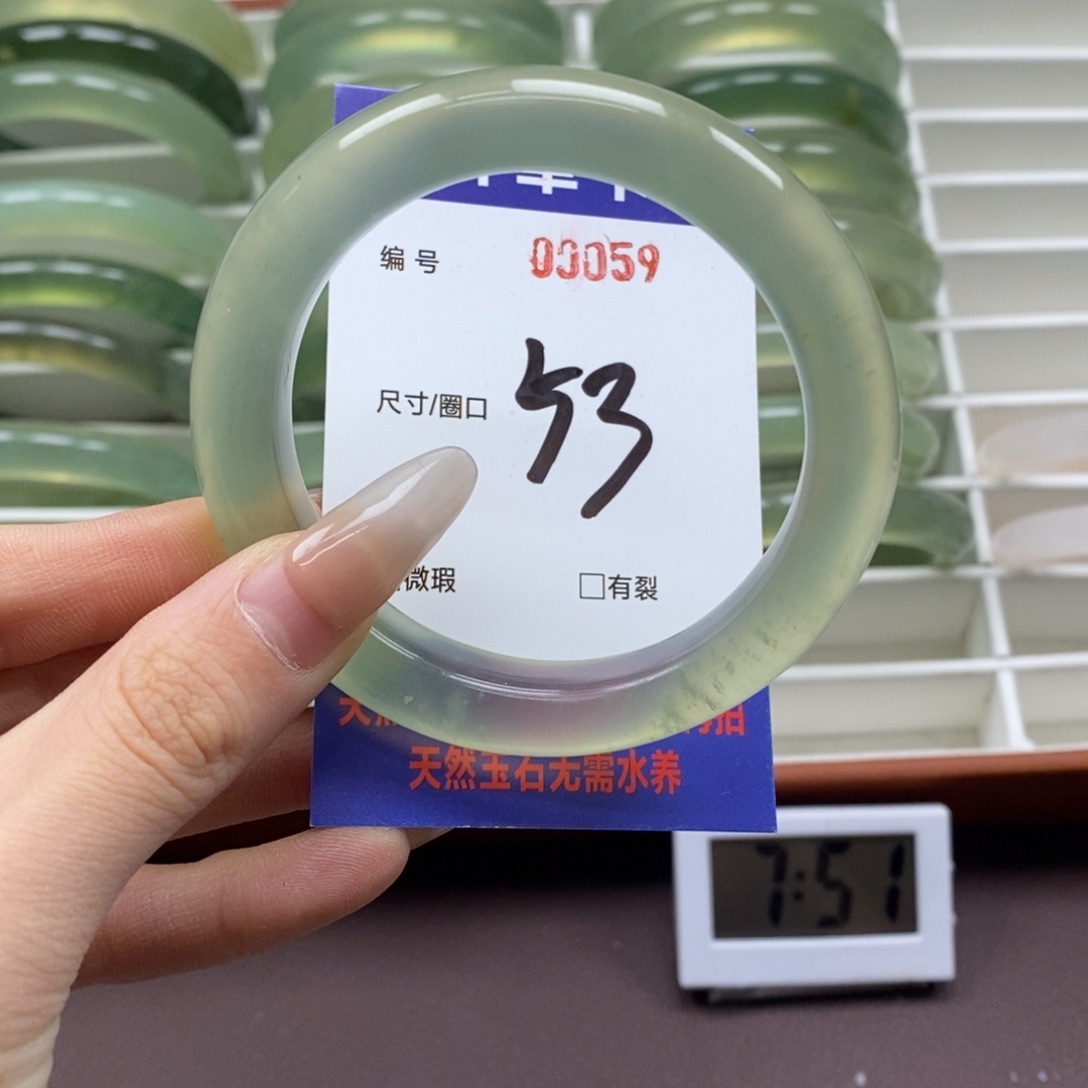 编号 00059
尺寸/圈口 53
微瑕 □有裂
天然玉石无需水养
7:51